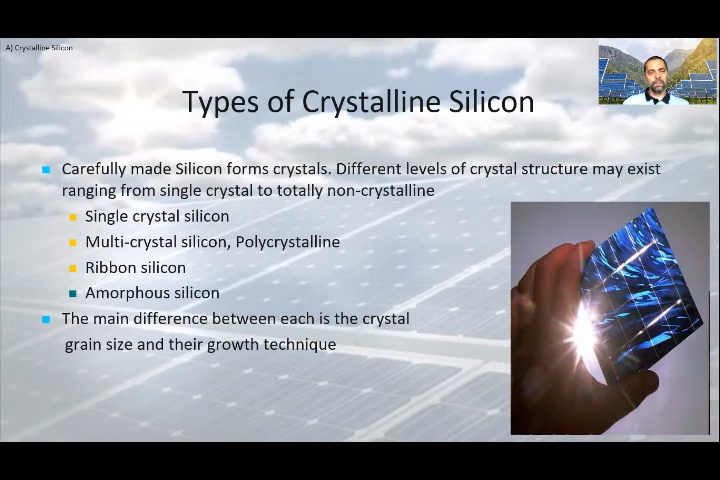 A) Crystalline Silicon
Types of Crystalline Silicon
Carefully made Silicon forms crystals. Different levels of crystal structure may exist
ranging from single crystal to totally non-crystalline
Single crystal silicon
Multi-crystal silicon, Polycrystalline
Ribbon silicon
Amorphous silicon
The main difference between each is the crystal
grain size and their growth technique